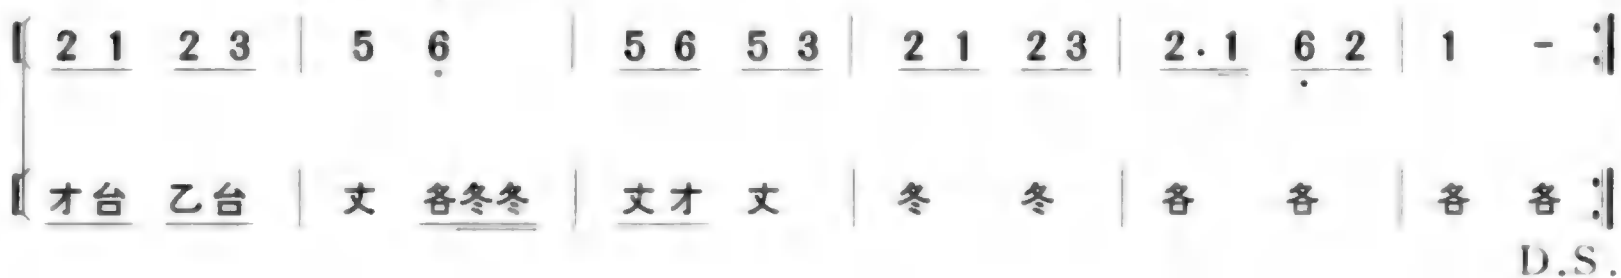 2 1 2 3 | 5 6 | 5 6 5 3 | 2 1 2 3 | 2·1 6 2 | 1 - :‖
才台 乙台 | 丈 各冬冬 | 丈才 丈 | 冬 冬 | 各 各 | 各 各 :‖
D.S.